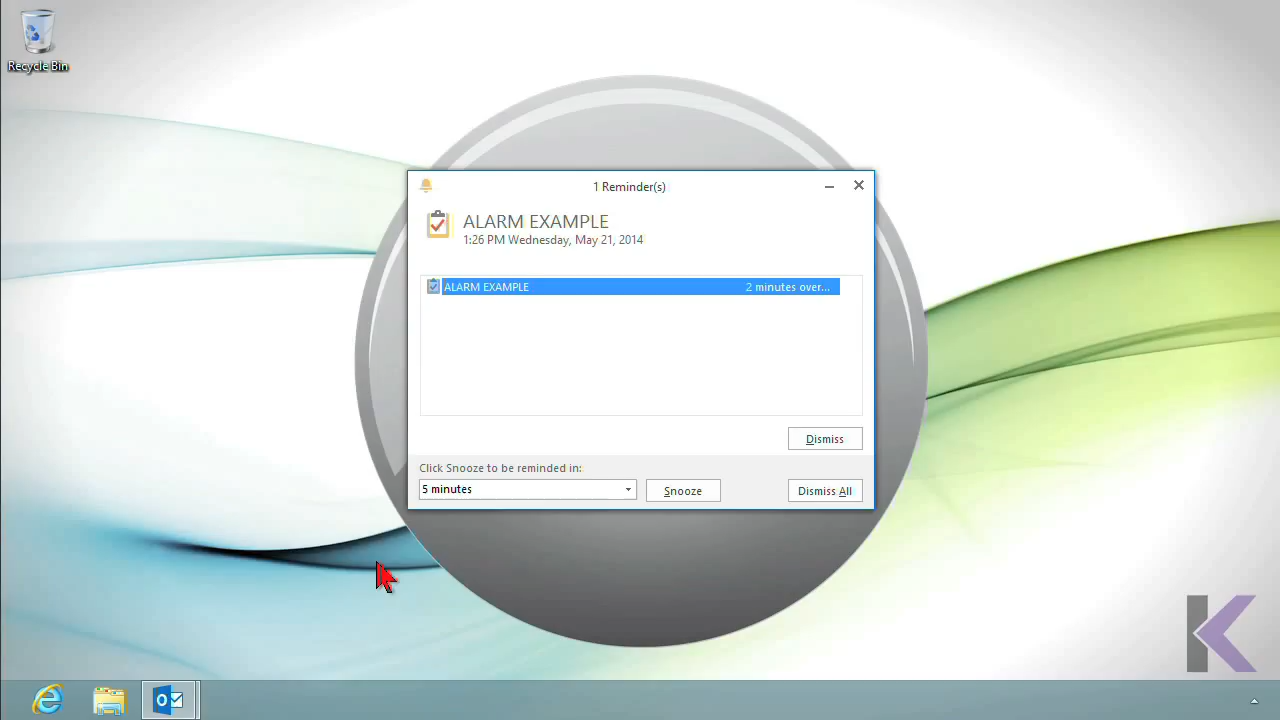 Recycle Bin
1 Reminder(s)
ALARM EXAMPLE
1:26 PM Wednesday, May 21, 2014
ALARM EXAMPLE 2 minutes over...
Dismiss
Click Snooze to be reminded in:
5 minutes
Snooze
Dismiss All
K